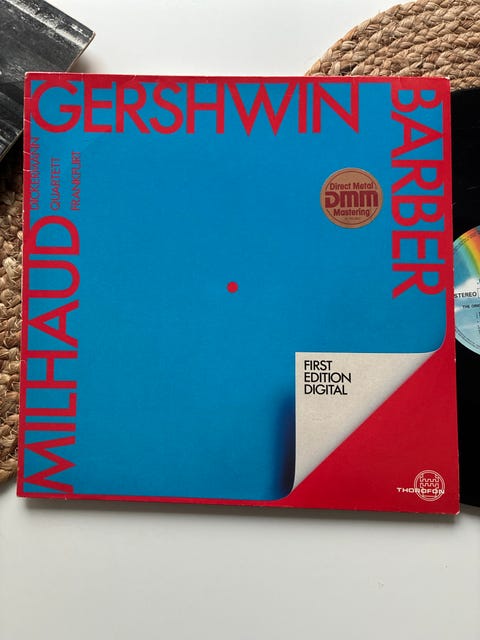 GERSHWIN
BARBER
MILHAUD
DICKERMANN
QUARTETT
FRANKFURT
Direct Metal
DMM
Mastering
FIRST
EDITION
DIGITAL
THOROFON
STEREO